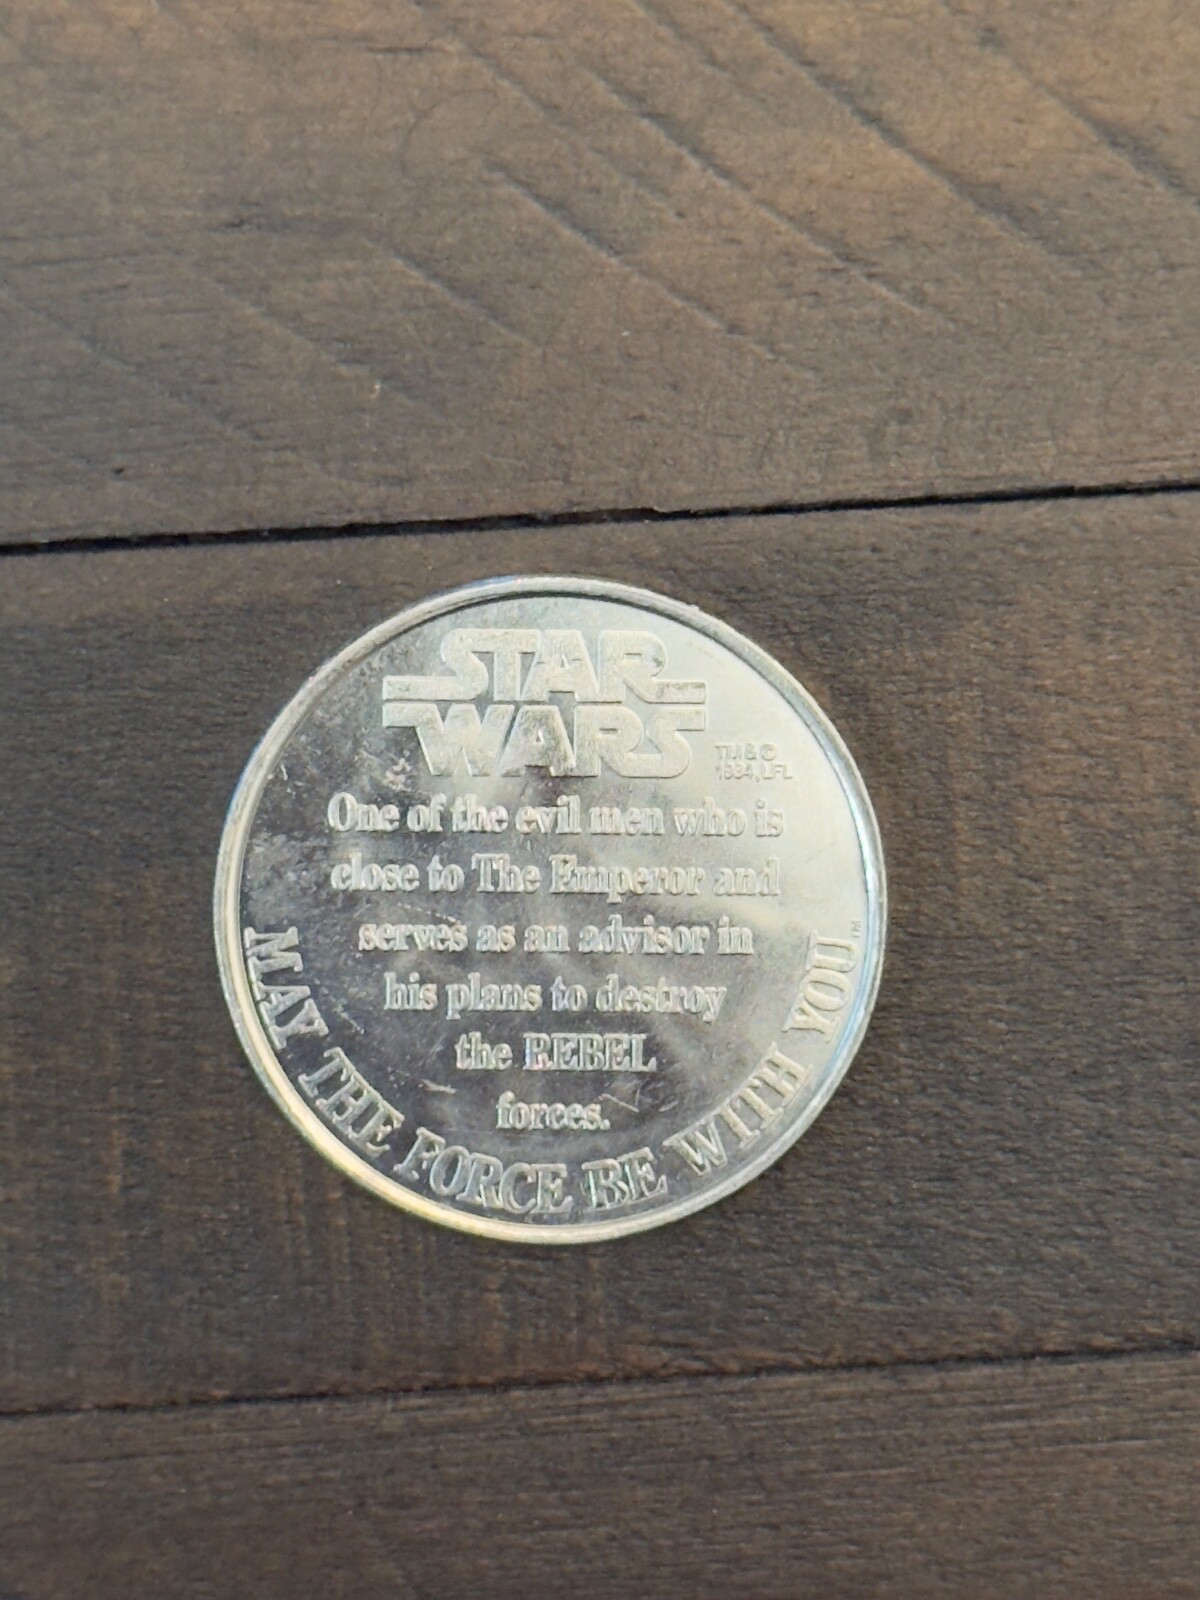 STAR
WARS
TM & ©
1984, LFL
One of the evil men who is
close to The Emperor and
serves as an advisor in
his plans to destroy
the REBEL
forces.
MAY THE FORCE BE WITH YOU™